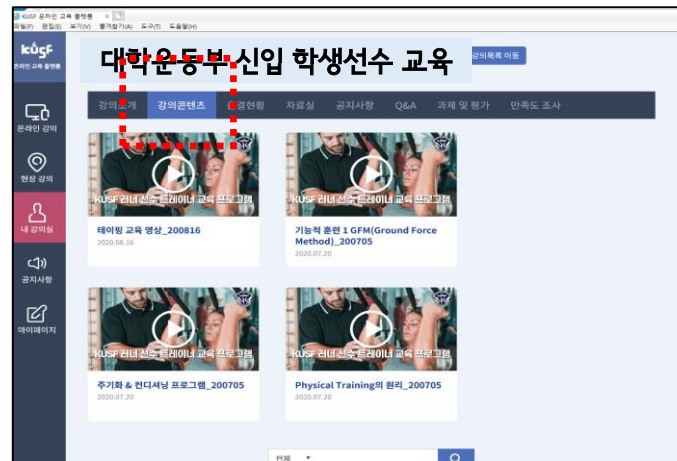 KUSF 온라인 교육 플랫폼
파일(F) 편집(E) 보기(V) 즐겨찾기(A) 도구(T) 도움말(H)
kûsf
온라인 교육 플랫폼
대학운동부 신입 학생선수 교육
강의목록 이동
온라인 강의
현장 강의
내 강의실
공지사항
마이페이지
강의소개 강의콘텐츠 출결현황 자료실 공지사항 Q&A 과제 및 평가 만족도 조사
KUSF 러너 선수 트레이너 교육 프로그램
테이핑 교육 영상_200816
2020.08.16
KUSF 러너 선수 트레이너 교육 프로그램
기능적 훈련 1 GFM(Ground Force
Method)_200705
2020.07.20
KUSF 러너 선수 트레이너 교육 프로그램
주기화 & 컨디셔닝 프로그램_200705
2020.07.20
KUSF 러너 선수 트레이너 교육 프로그램
Physical Training의 원리_200705
2020.07.20
전체